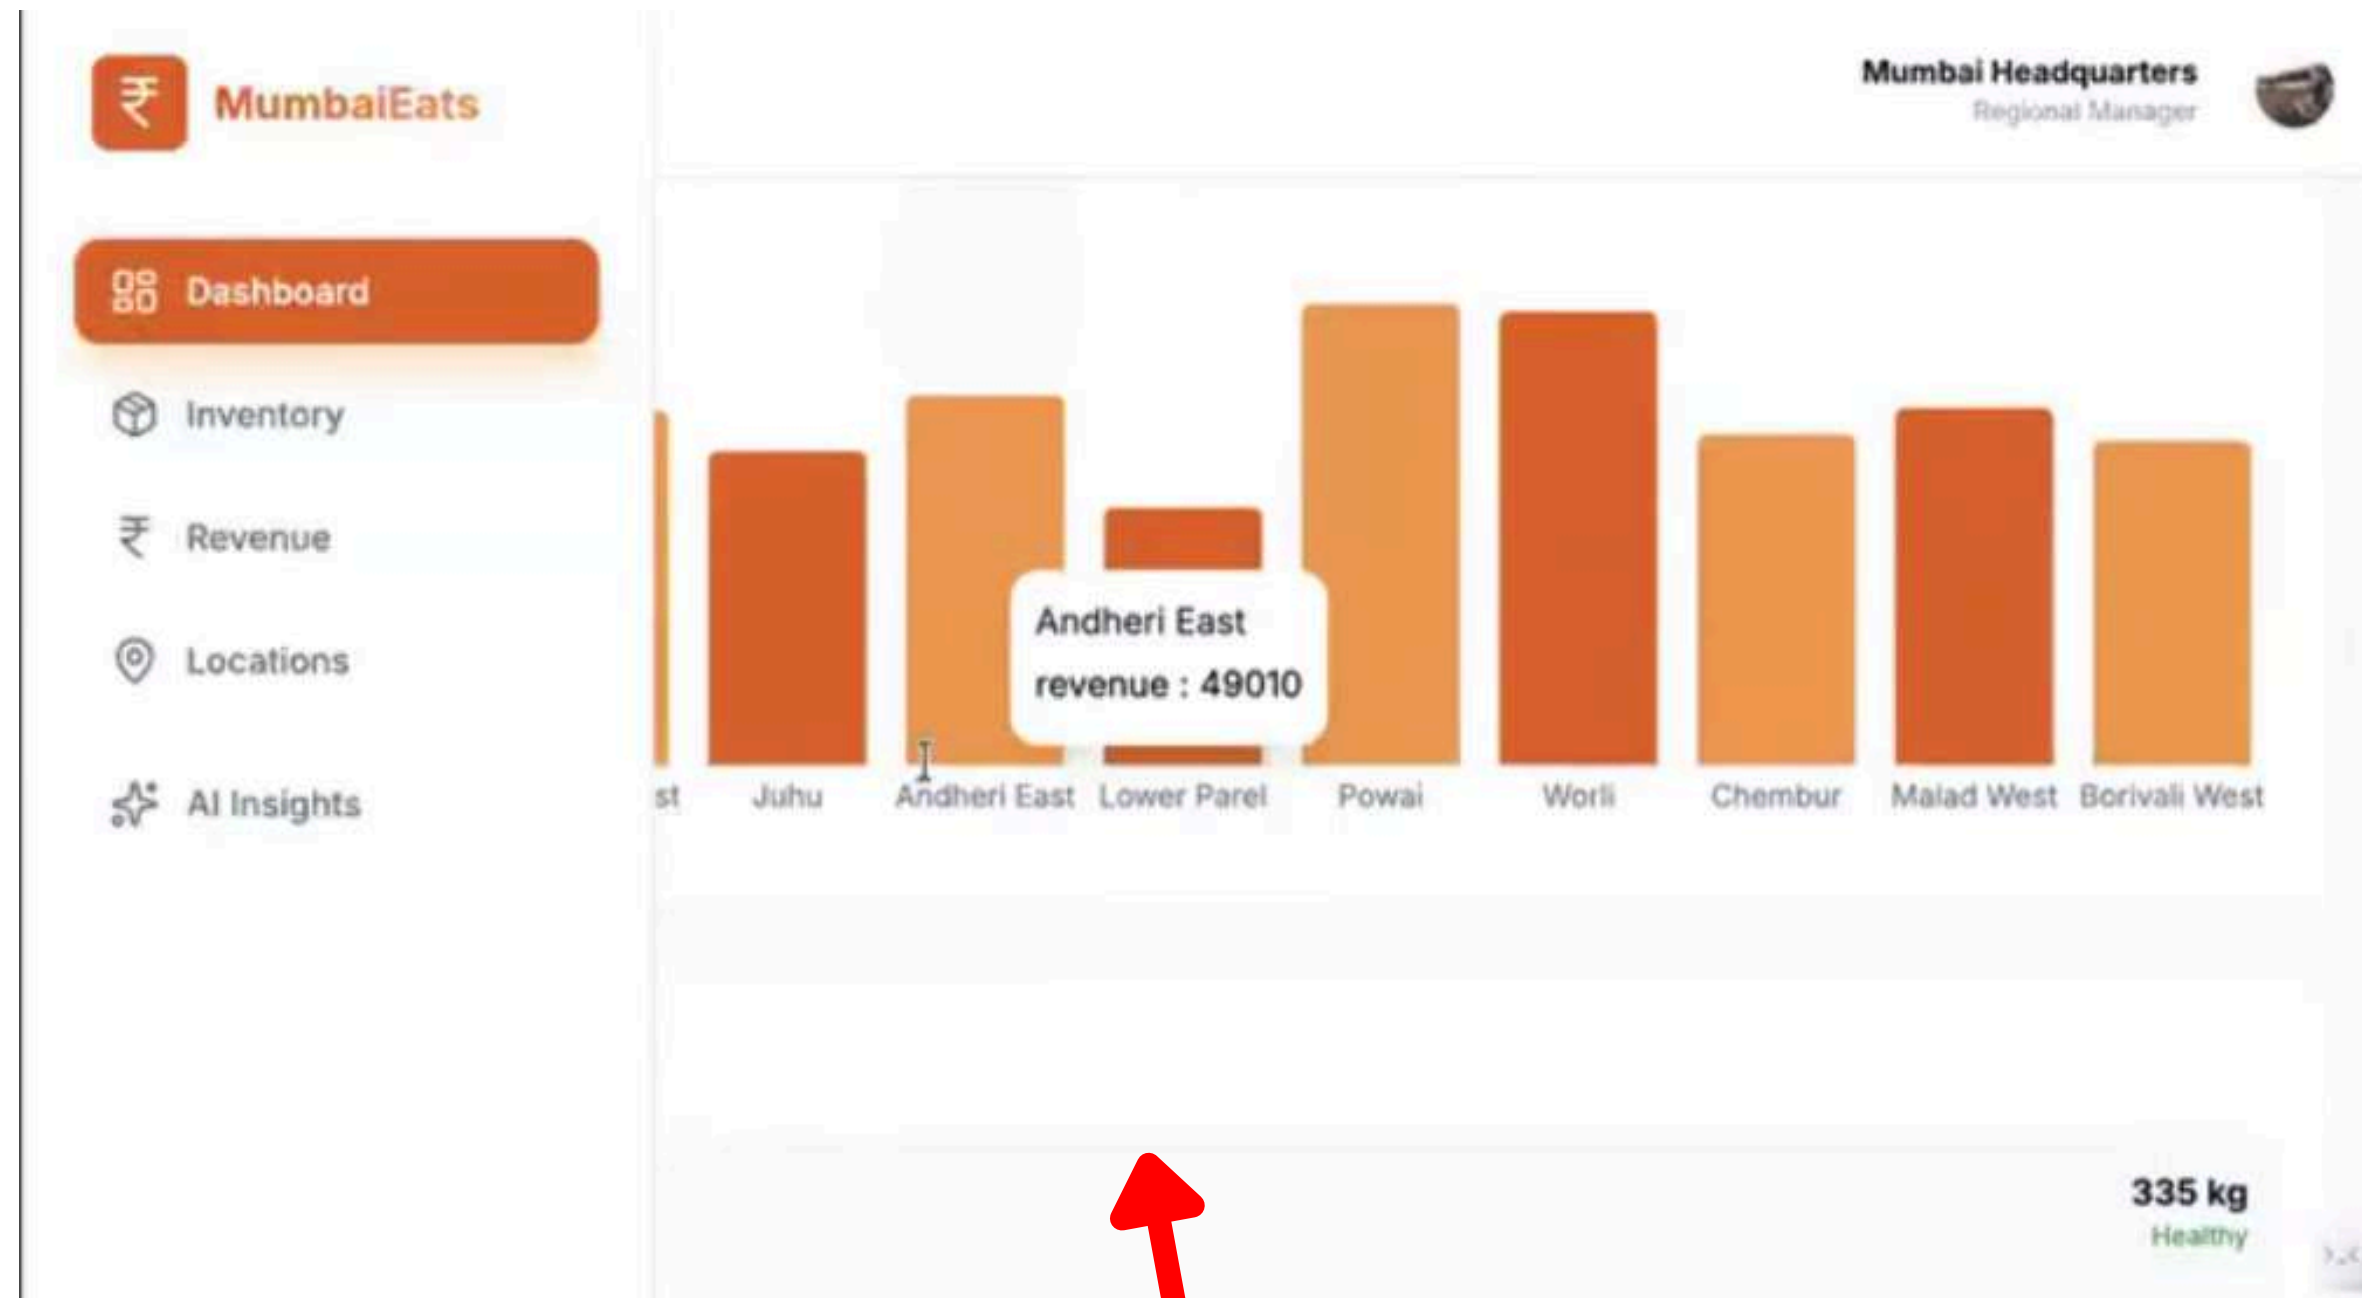 ₹ MumbaiEats
Mumbai Headquarters
Regional Manager
Dashboard
Inventory
₹ Revenue
Locations
AI Insights
Andheri East
revenue : 49010
st Juhu Andheri East Lower Parel Powai Worli Chembur Malad West Borivali West
335 kg
Healthy